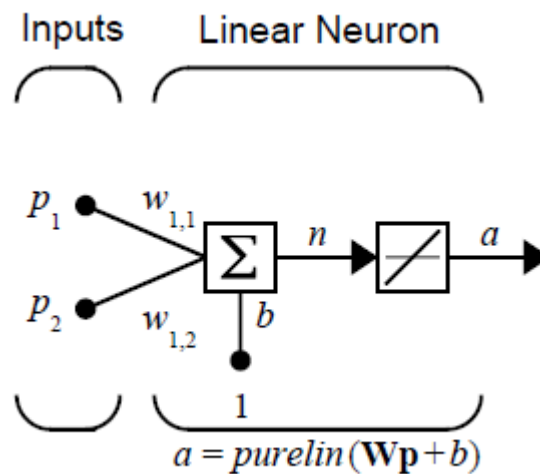 Inputs Linear Neuron
p1 w1,1 Σ n a
p2 w1,2 b
1
a = purelin(Wp+b)